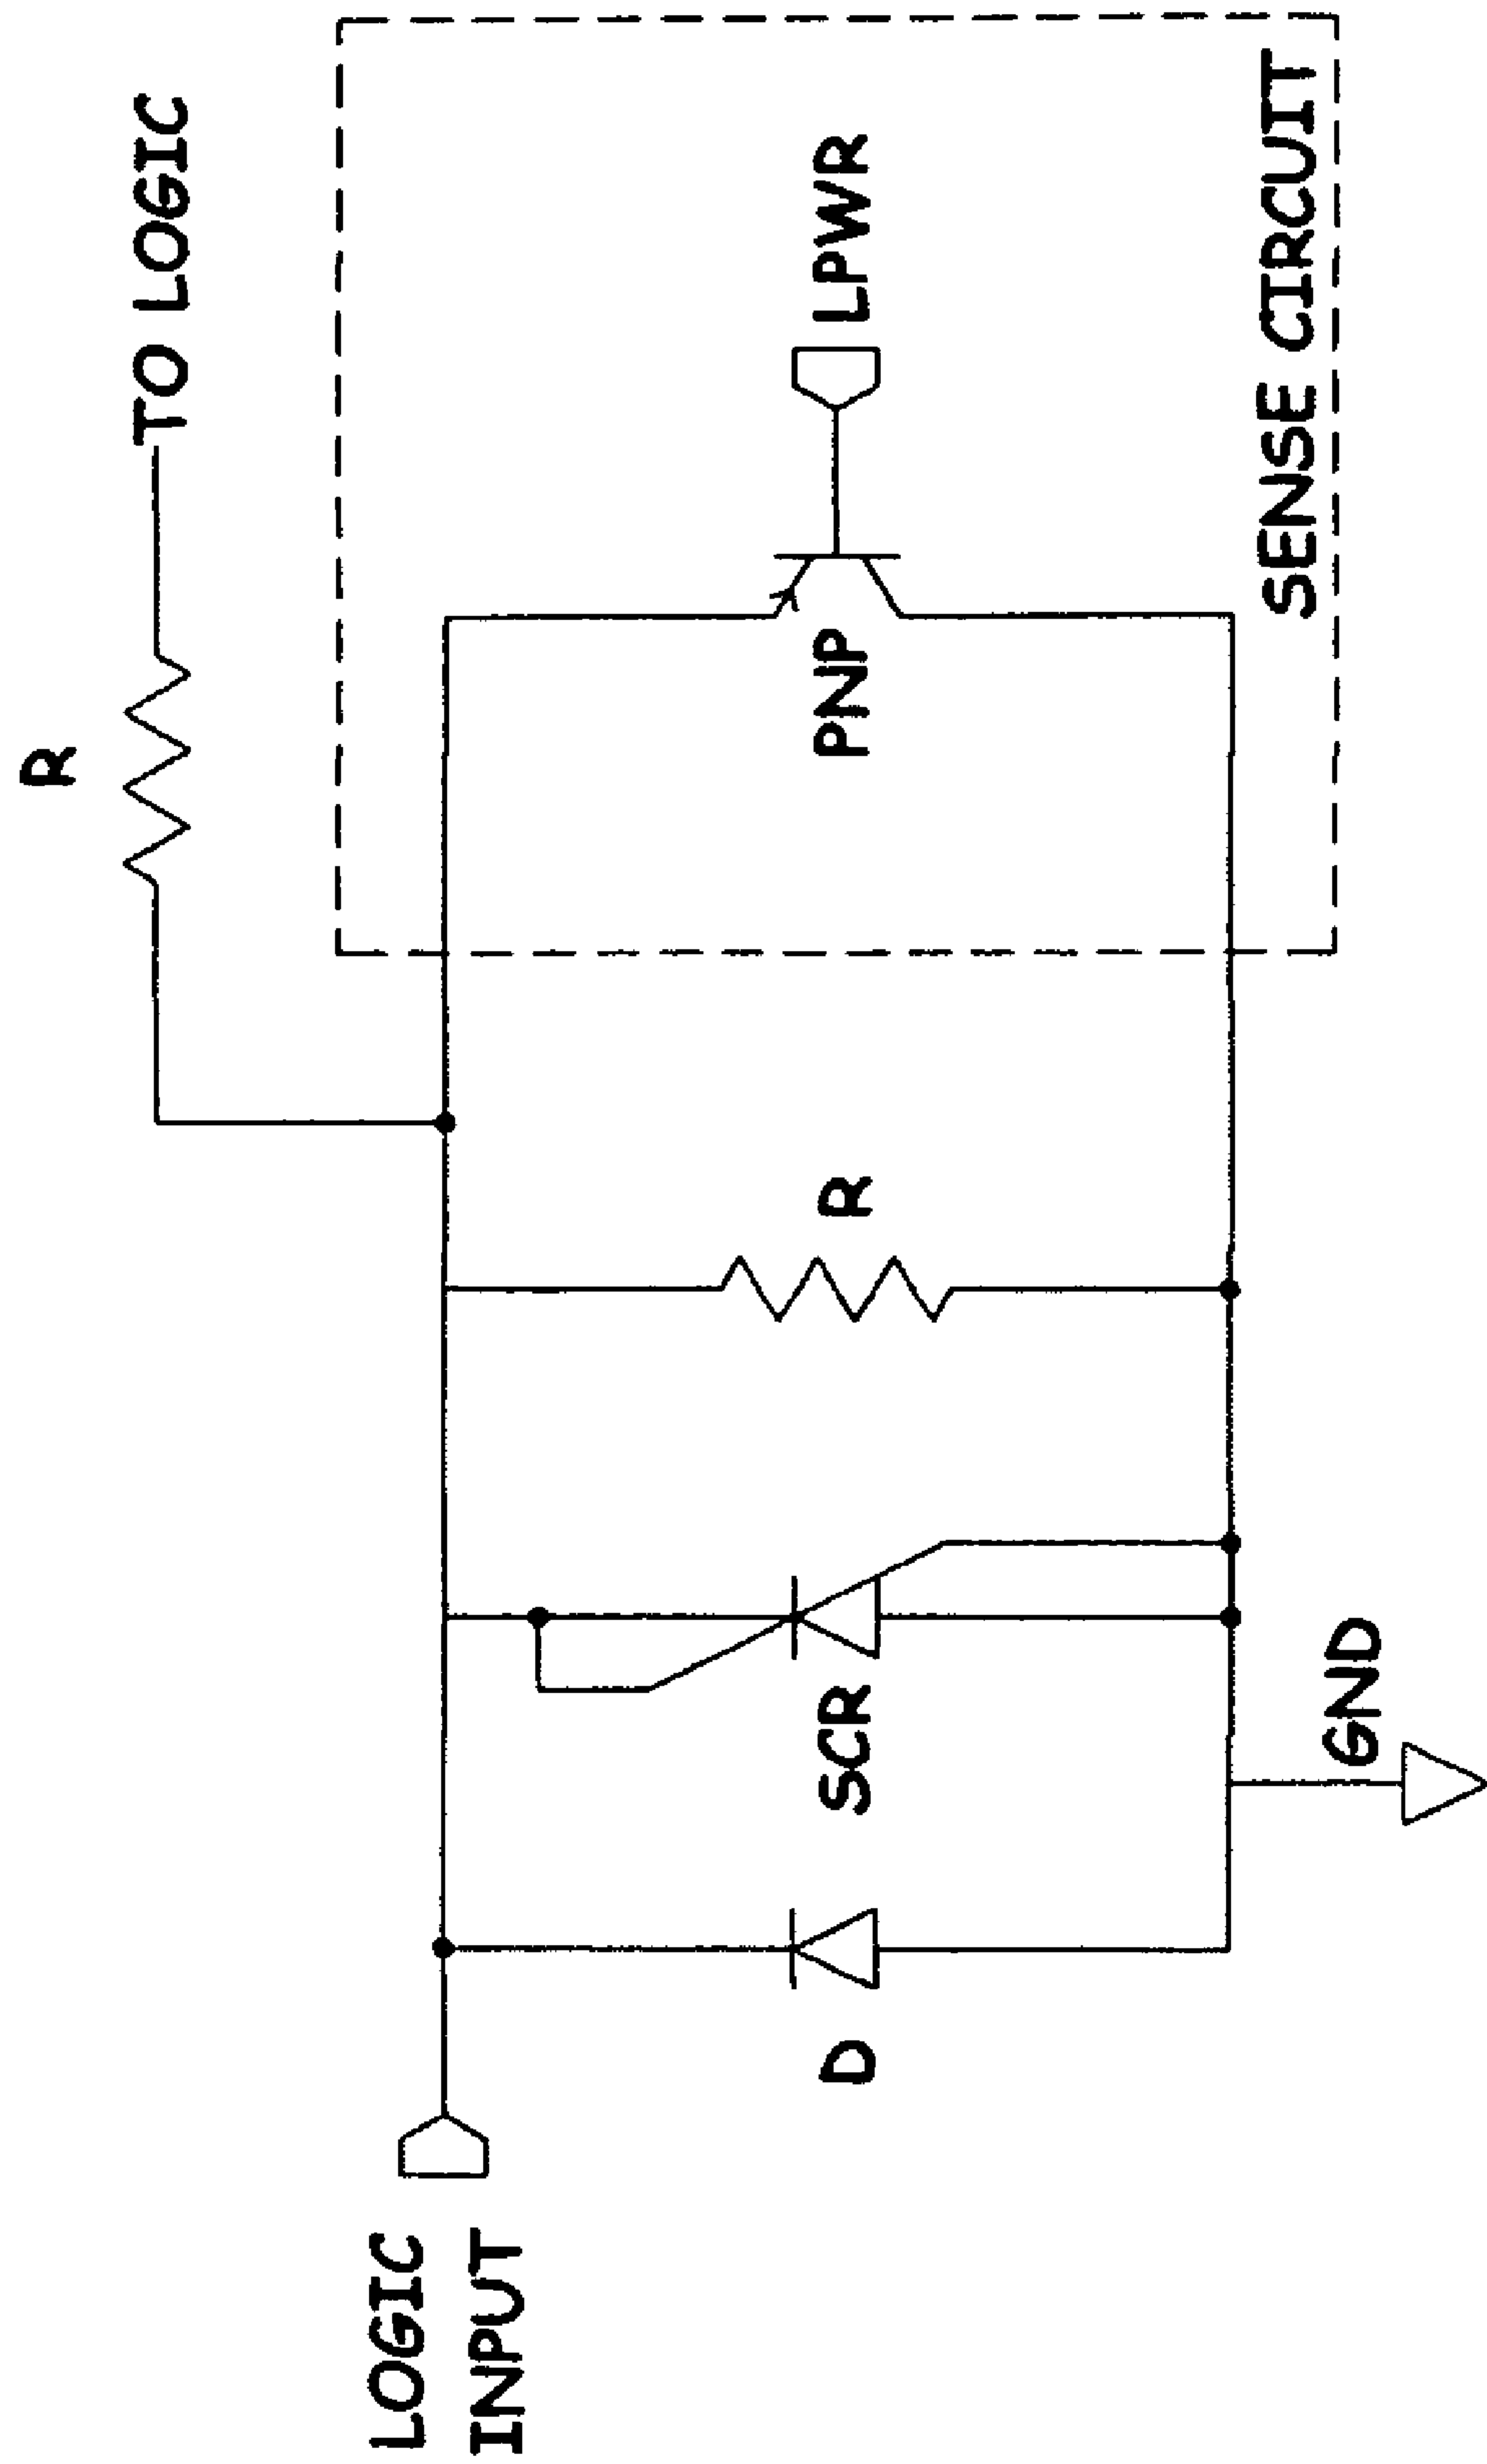 R
TO LOGIC
LOGIC
INPUT
D
SCR
R
PNP
LPWR
GND
SENSE CIRCUIT